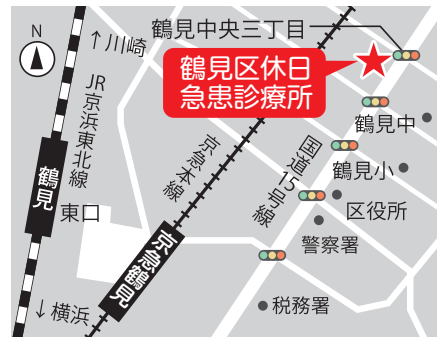 N
↑川崎
鶴見中央三丁目
鶴見区休日
急患診療所
JR京浜東北線
京急本線
国道15号線
鶴見中
鶴見小
鶴見
東口
区役所
京急鶴見
警察署
↓横浜
税務署